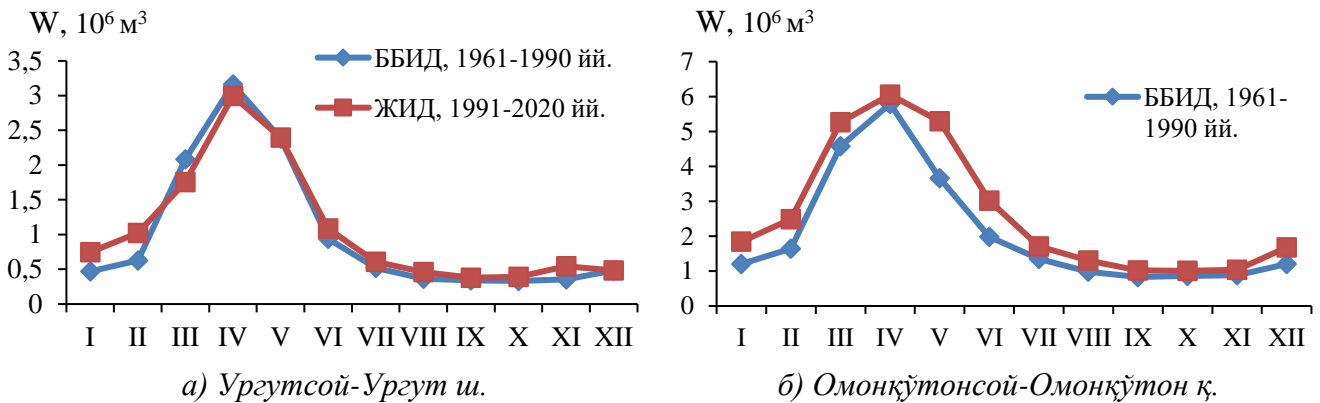 W, 10⁶ м³
3,5
3
2,5
2
1,5
1
0,5
0
ББИД, 1961-1990 йй.
ЖИД, 1991-2020 йй.
I II III IV V VI VII VIII IX X XI XII
а) Ургутсой-Ургут ш.
W, 10⁶ м³
7
6
5
4
3
2
1
0
ББИД, 1961-
1990 йй.
I II III IV V VI VII VIII IX X XI XII
б) Омонқўтонсой-Омонқўтон қ.